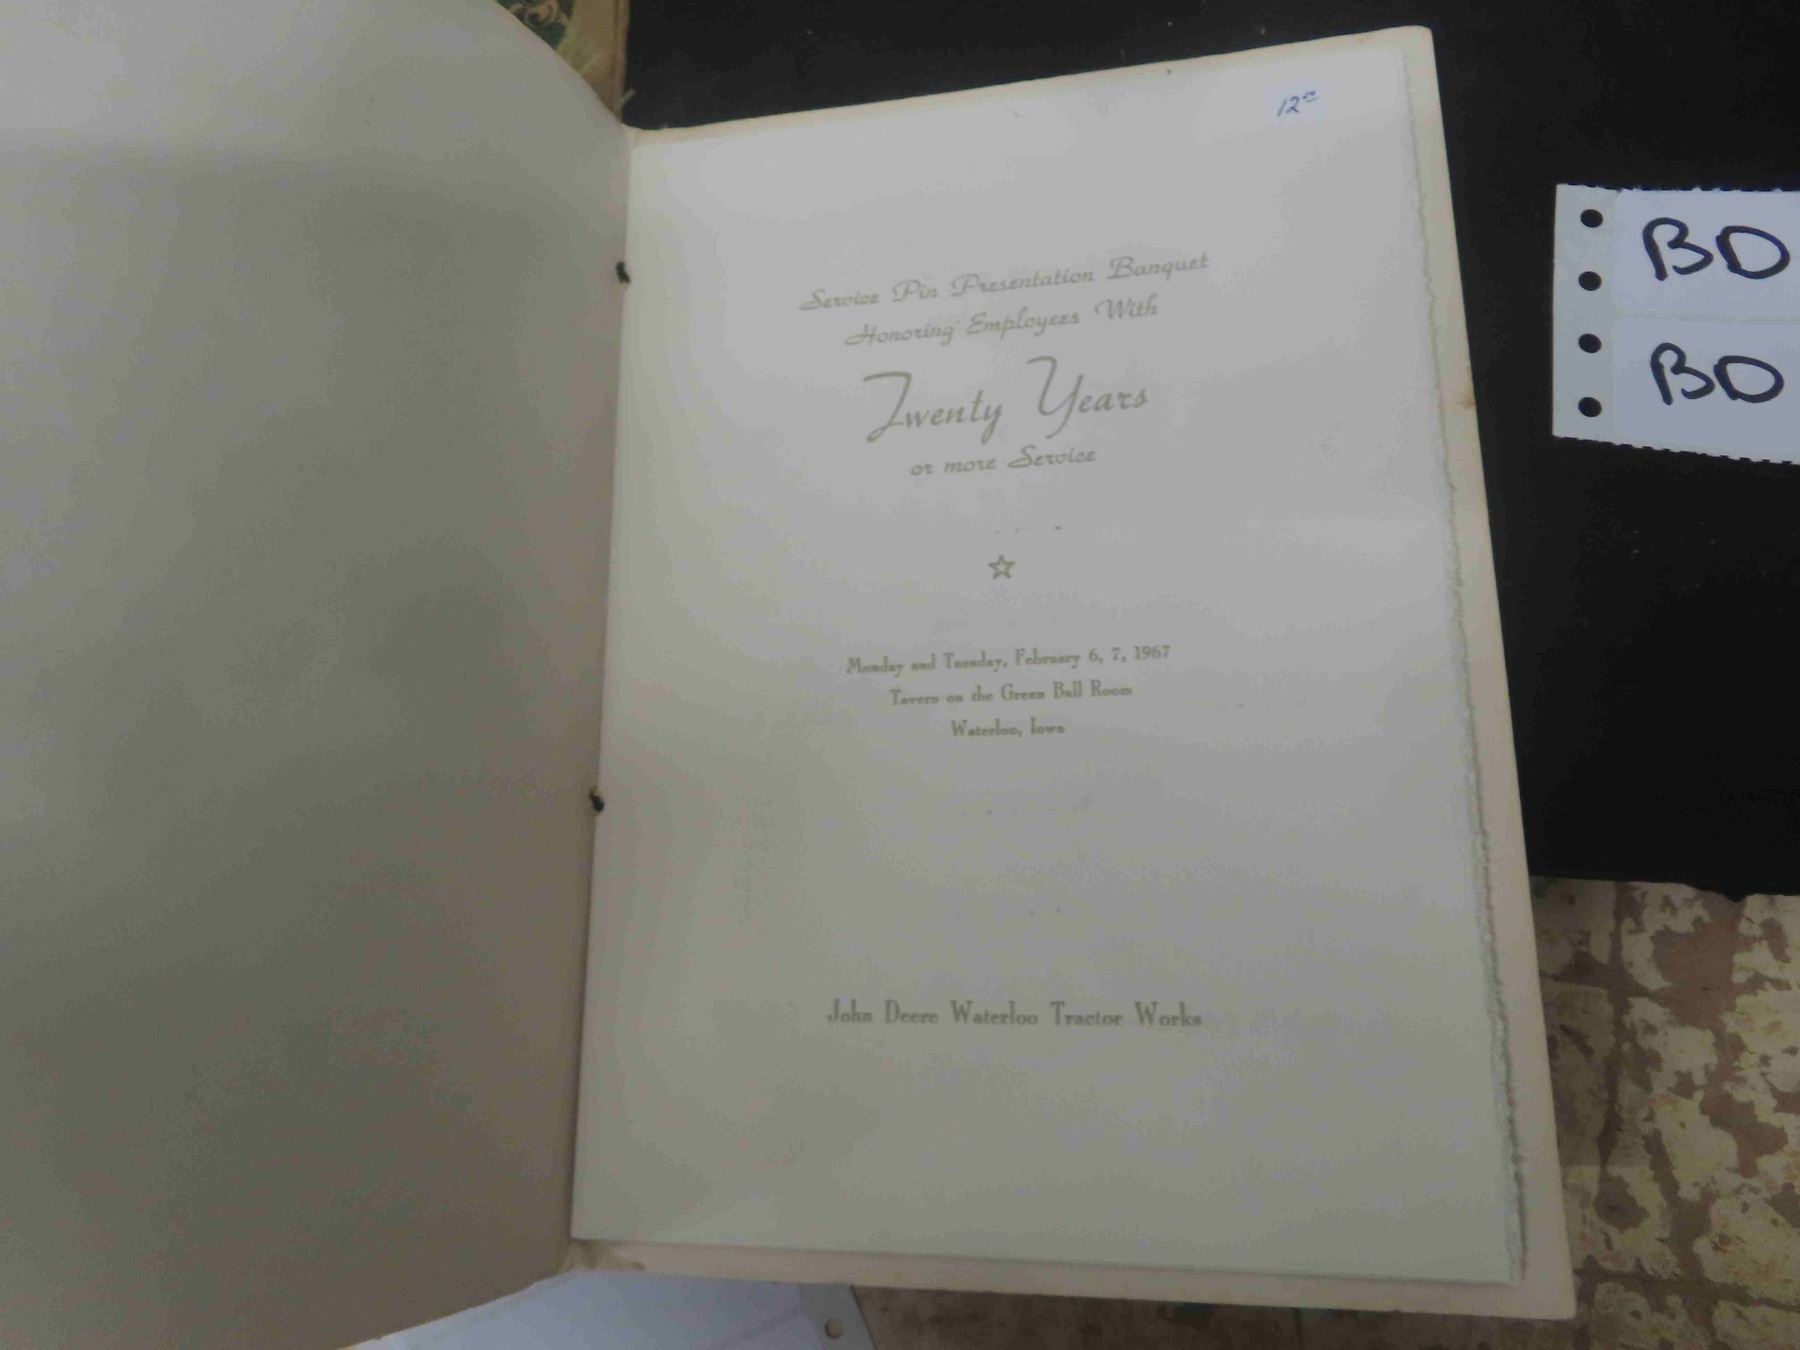 12⁰⁰
Service Pin Presentation Banquet
Honoring Employees With
Twenty Years
or more Service
Monday and Tuesday, February 6, 7, 1967
Tavern on the Green Ball Room
Waterloo, Iowa
John Deere Waterloo Tractor Works
BD
BD